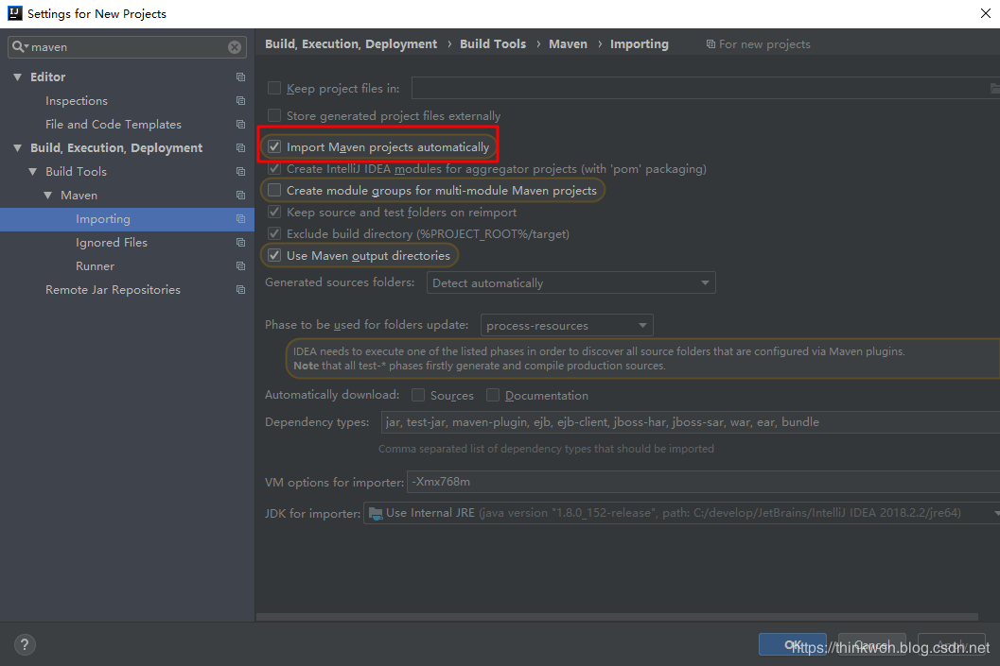 Settings for New Projects
maven
Editor
Inspections
File and Code Templates
Build, Execution, Deployment
Build Tools
Maven
Importing
Ignored Files
Runner
Remote Jar Repositories
Build, Execution, Deployment › Build Tools › Maven › Importing For new projects
Keep project files in:
Store generated project files externally
Import Maven projects automatically
Create IntelliJ IDEA modules for aggregator projects (with 'pom' packaging)
Create module groups for multi-module Maven projects
Keep source and test folders on reimport
Exclude build directory (%PROJECT_ROOT%/target)
Use Maven output directories
Generated sources folders: Detect automatically
Phase to be used for folders update: process-resources
IDEA needs to execute one of the listed phases in order to discover all source folders that are configured via Maven plugins.
Note that all test-* phases firstly generate and compile production sources.
Automatically download: Sources Documentation
Dependency types: jar, test-jar, maven-plugin, ejb, ejb-client, jboss-har, jboss-sar, war, ear, bundle
Comma separated list of dependency types that should be imported
VM options for importer: -Xmx768m
JDK for importer: Use Internal JRE (java version "1.8.0_152-release", path: C:/develop/JetBrains/IntelliJ IDEA 2018.2.2/jre64)
?
OK Cancel Apply
https://thinkwon.blog.csdn.net